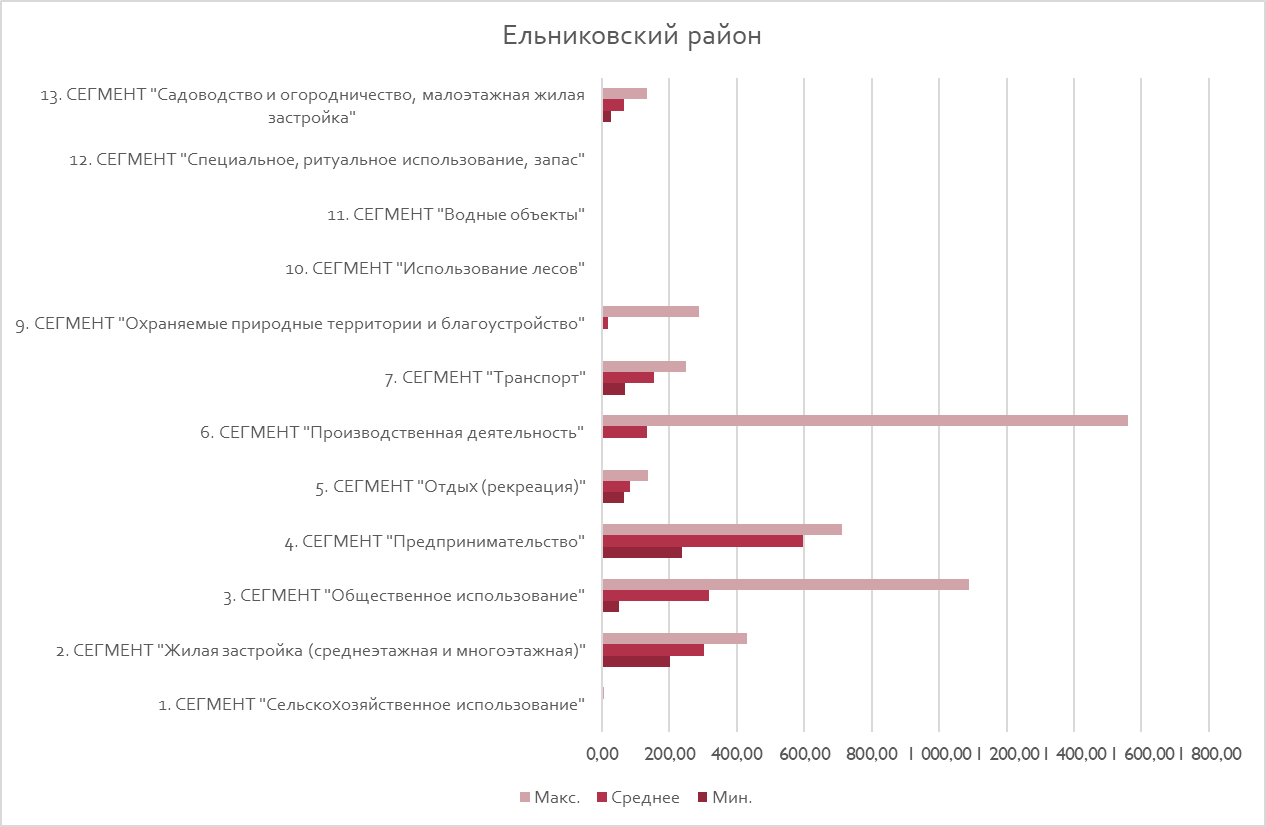 Ельниковский район
13. СЕГМЕНТ "Садоводство и огородничество, малоэтажная жилая
застройка"
12. СЕГМЕНТ "Специальное, ритуальное использование, запас"
11. СЕГМЕНТ "Водные объекты"
10. СЕГМЕНТ "Использование лесов"
9. СЕГМЕНТ "Охраняемые природные территории и благоустройство"
7. СЕГМЕНТ "Транспорт"
6. СЕГМЕНТ "Производственная деятельность"
5. СЕГМЕНТ "Отдых (рекреация)"
4. СЕГМЕНТ "Предпринимательство"
3. СЕГМЕНТ "Общественное использование"
2. СЕГМЕНТ "Жилая застройка (среднеэтажная и многоэтажная)"
1. СЕГМЕНТ "Сельскохозяйственное использование"
0,00 200,00 400,00 600,00 800,00 1 000,00 1 200,00 1 400,00 1 600,00 1 800,00
Макс. Среднее Мин.